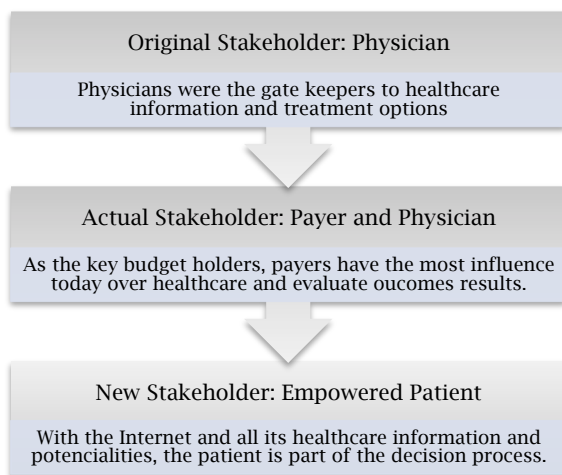 Original Stakeholder: Physician
Physicians were the gate keepers to healthcare
information and treatment options
Actual Stakeholder: Payer and Physician
As the key budget holders, payers have the most influence
today over healthcare and evaluate oucomes results.
New Stakeholder: Empowered Patient
With the Internet and all its healthcare information and
potencialities, the patient is part of the decision process.